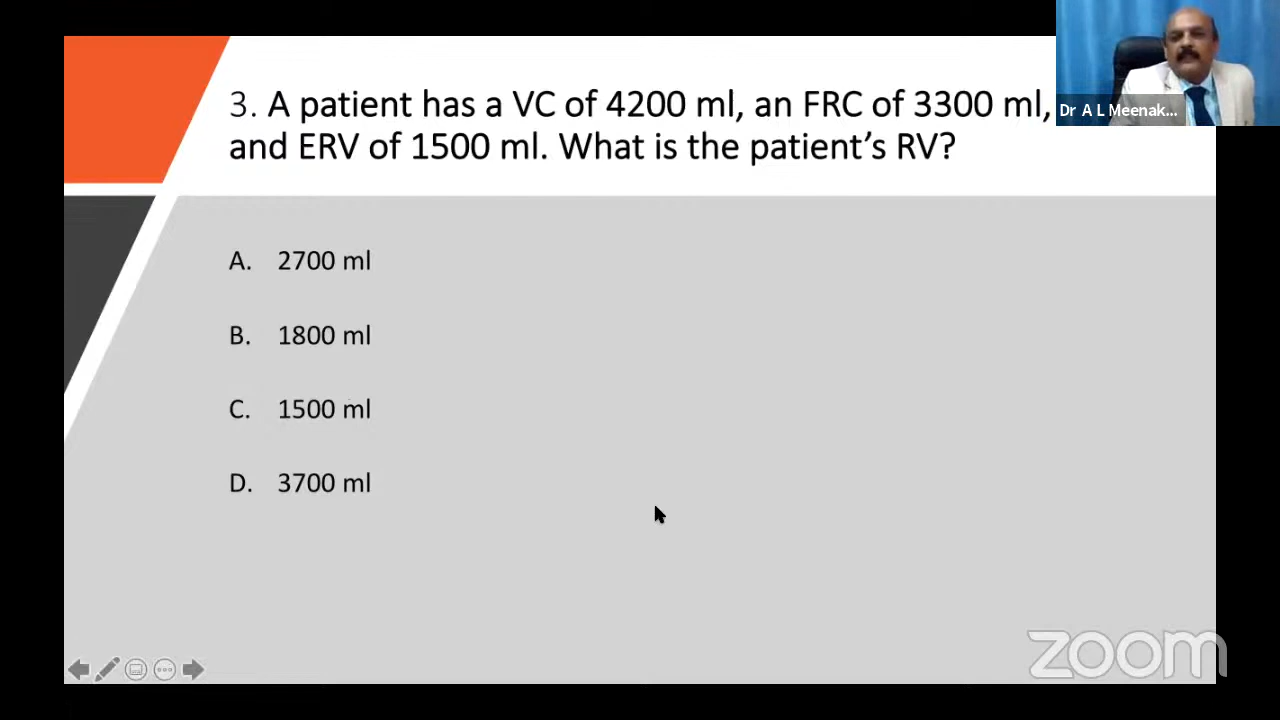 3. A patient has a VC of 4200 ml, an FRC of 3300 ml,
and ERV of 1500 ml. What is the patient’s RV?
Dr A L Meenak...
A. 2700 ml
B. 1800 ml
C. 1500 ml
D. 3700 ml
zoom